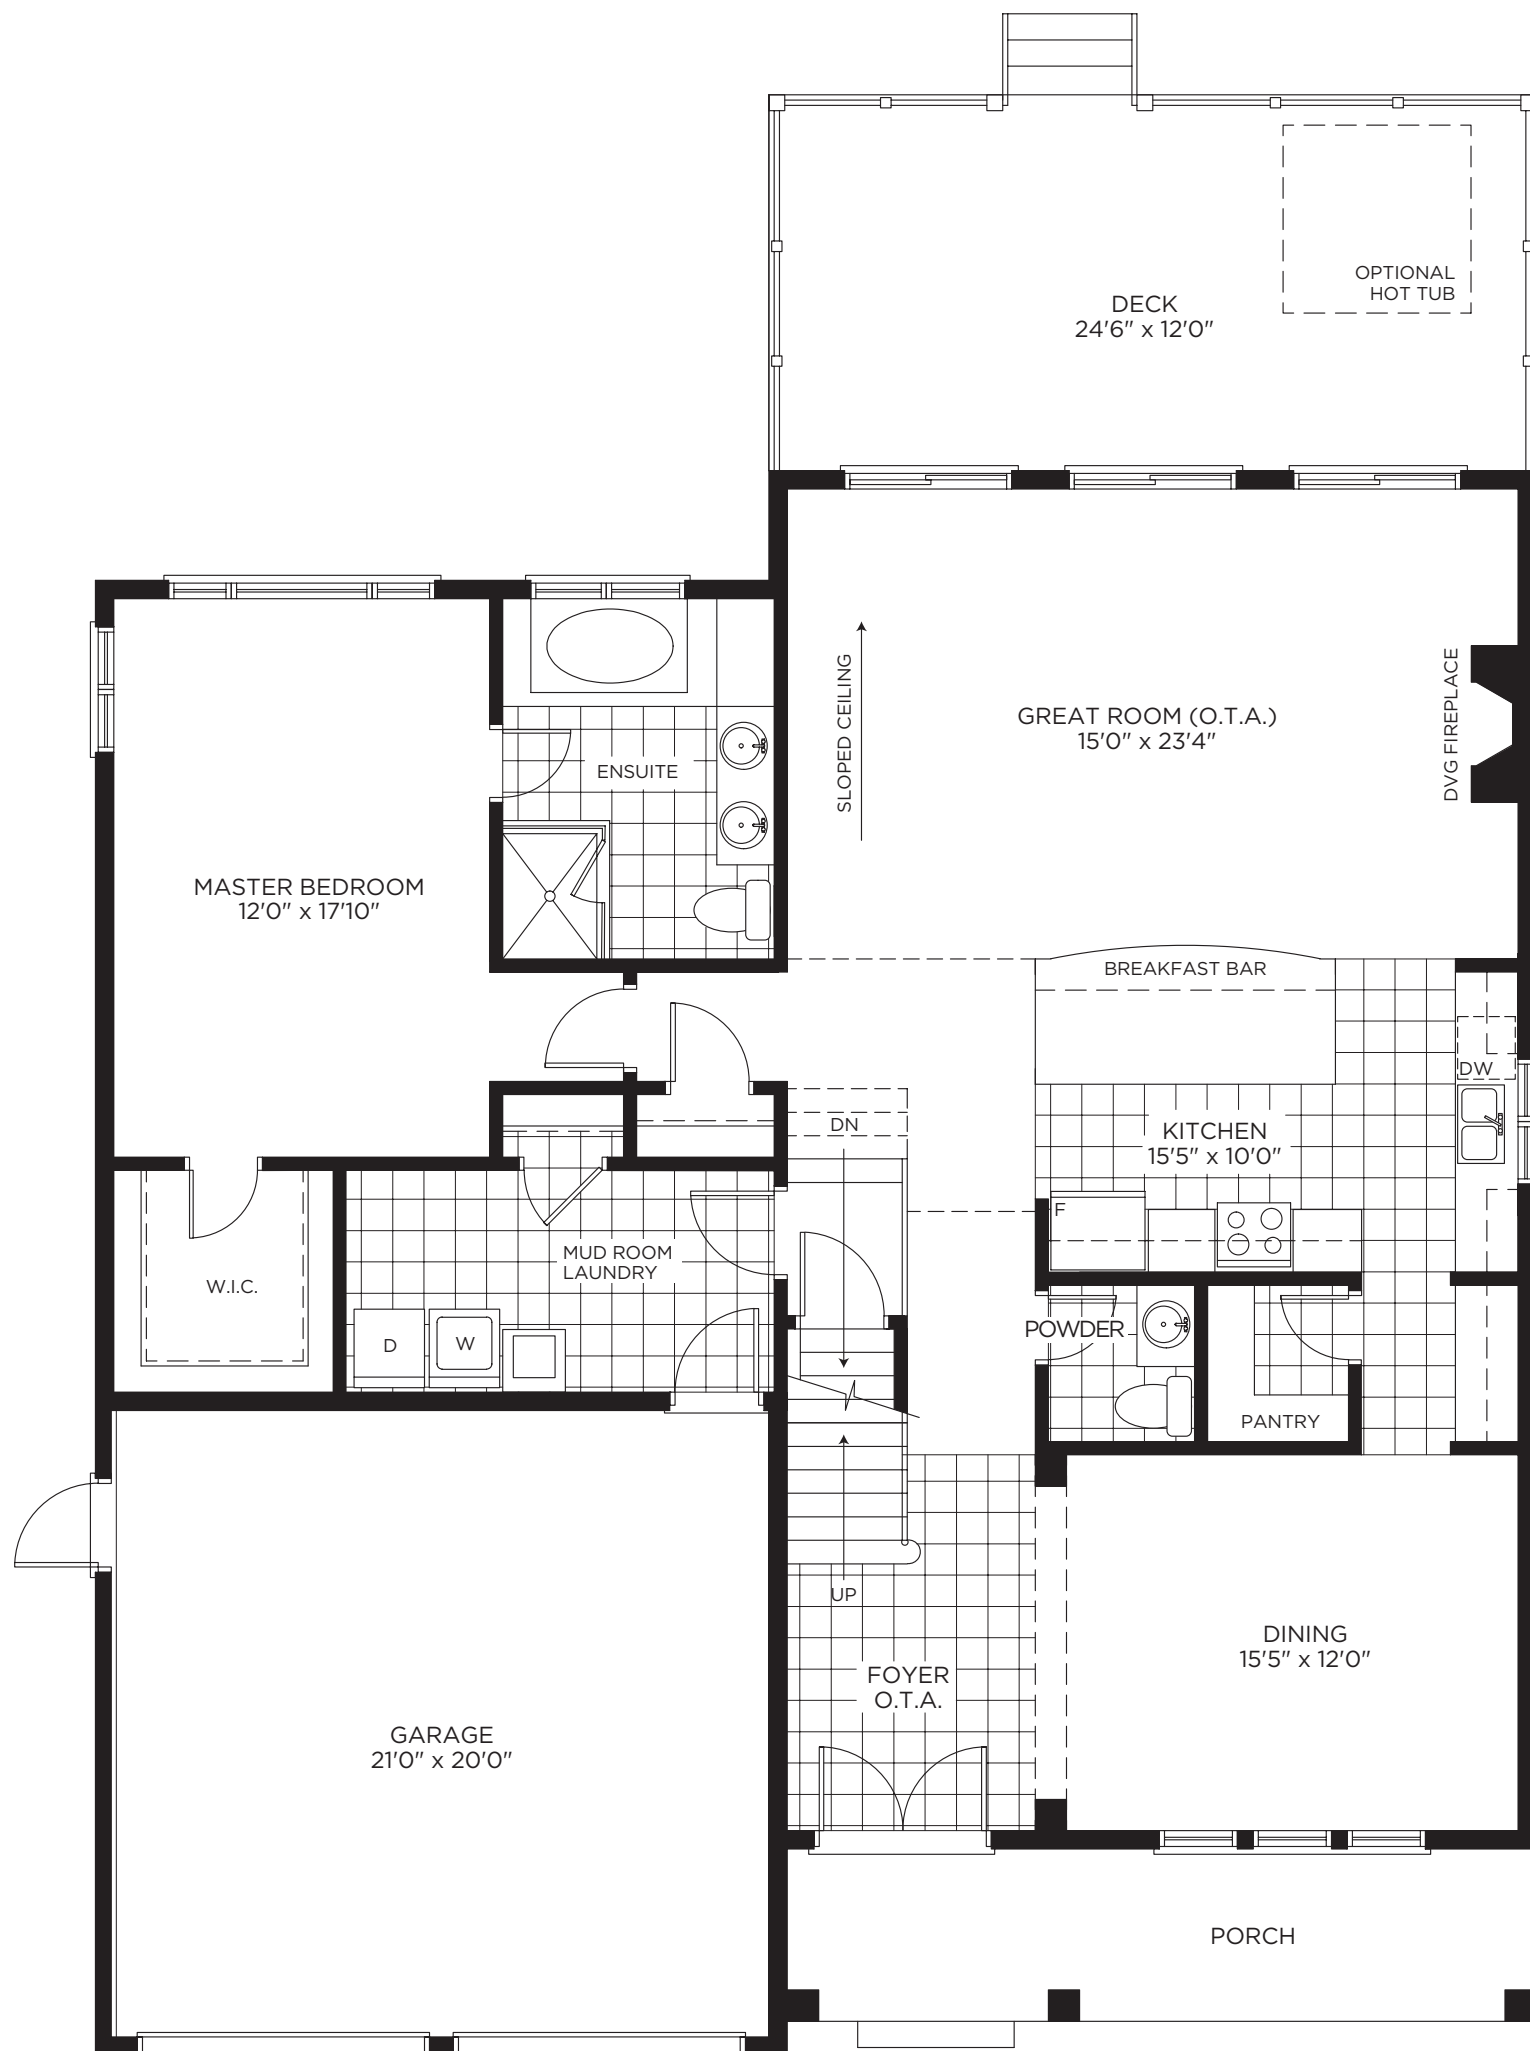 OPTIONAL
HOT TUB
DECK
24'6" x 12'0"
SLOPED CEILING
GREAT ROOM (O.T.A.)
15'0" x 23'4"
DVG FIREPLACE
ENSUITE
MASTER BEDROOM
12'0" x 17'10"
BREAKFAST BAR
DW
DN
KITCHEN
15'5" x 10'0"
F
MUD ROOM
LAUNDRY
W.I.C.
D
W
POWDER
PANTRY
UP
DINING
15'5" x 12'0"
FOYER
O.T.A.
GARAGE
21'0" x 20'0"
PORCH